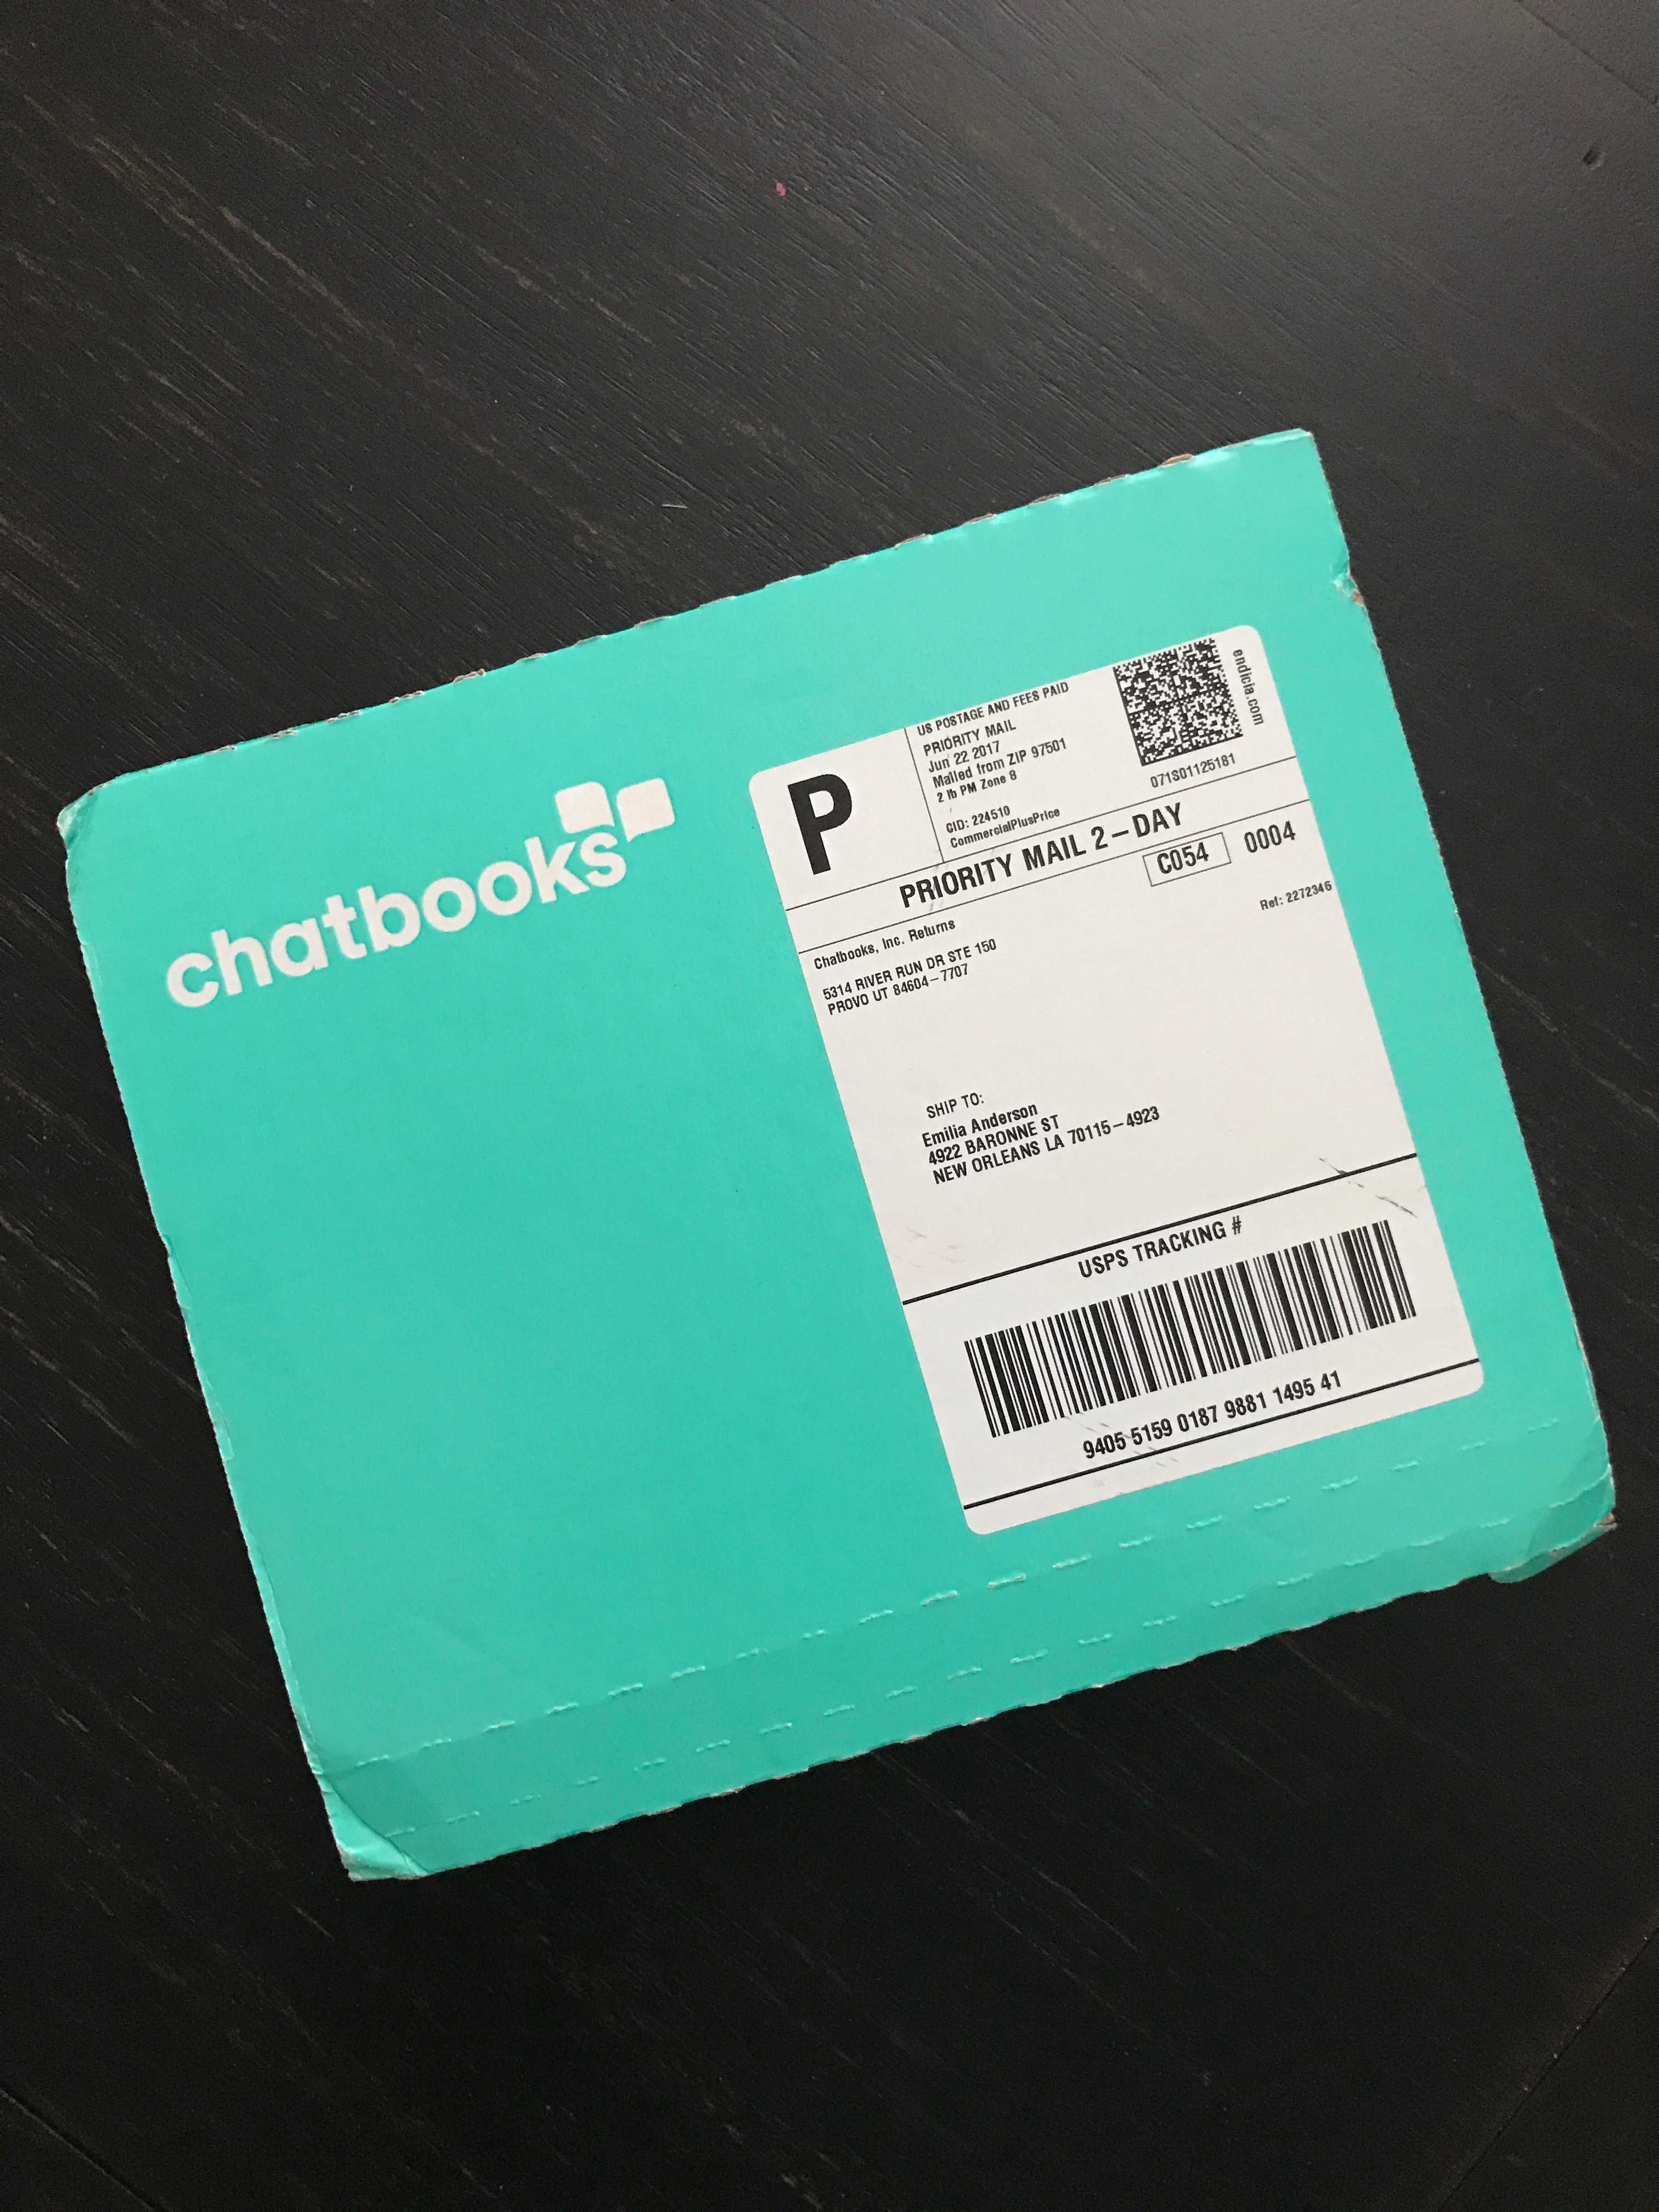 chatbooks
P
US POSTAGE AND FEES PAID
PRIORITY MAIL
Jun 22 2017
Mailed from ZIP 97501
2 lb PM Zone 8
CID: 224510
CommercialPlusPrice
endicia.com
071S01125181
PRIORITY MAIL 2-DAY
C054 0004
Ref: 2272346
Chatbooks, Inc. Returns
5314 RIVER RUN DR STE 150
PROVO UT 84604-7707
SHIP TO:
Emilia Anderson
4922 BARONNE ST
NEW ORLEANS LA 70115-4923
USPS TRACKING #
9405 5159 0187 9881 1495 41